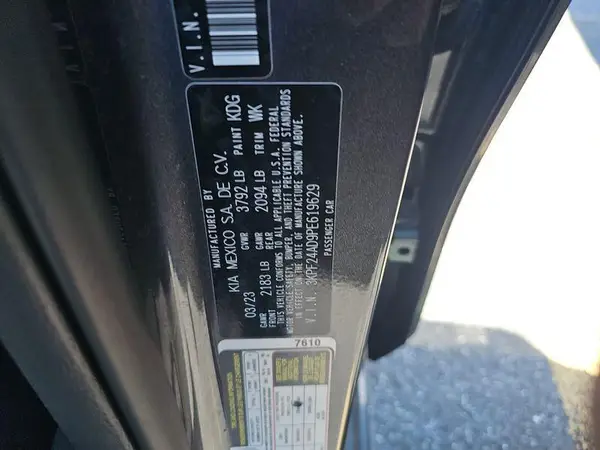 V.I.N.
MANUFACTURED BY
KIA MEXICO S.A. DE C.V.
03/23 GVWR 3792 LB PAINT KDG
GAWR FRONT 2183 LB GAWR REAR 2094 LB TRIM WK
THIS VEHICLE CONFORMS TO ALL APPLICABLE U.S.A. FEDERAL
MOTOR VEHICLE SAFETY, BUMPER, AND THEFT PREVENTION STANDARDS
IN EFFECT ON THE DATE OF MANUFACTURE SHOWN ABOVE.
V.I.N. : 3KPF24AD9PE619629
PASSENGER CAR
7610